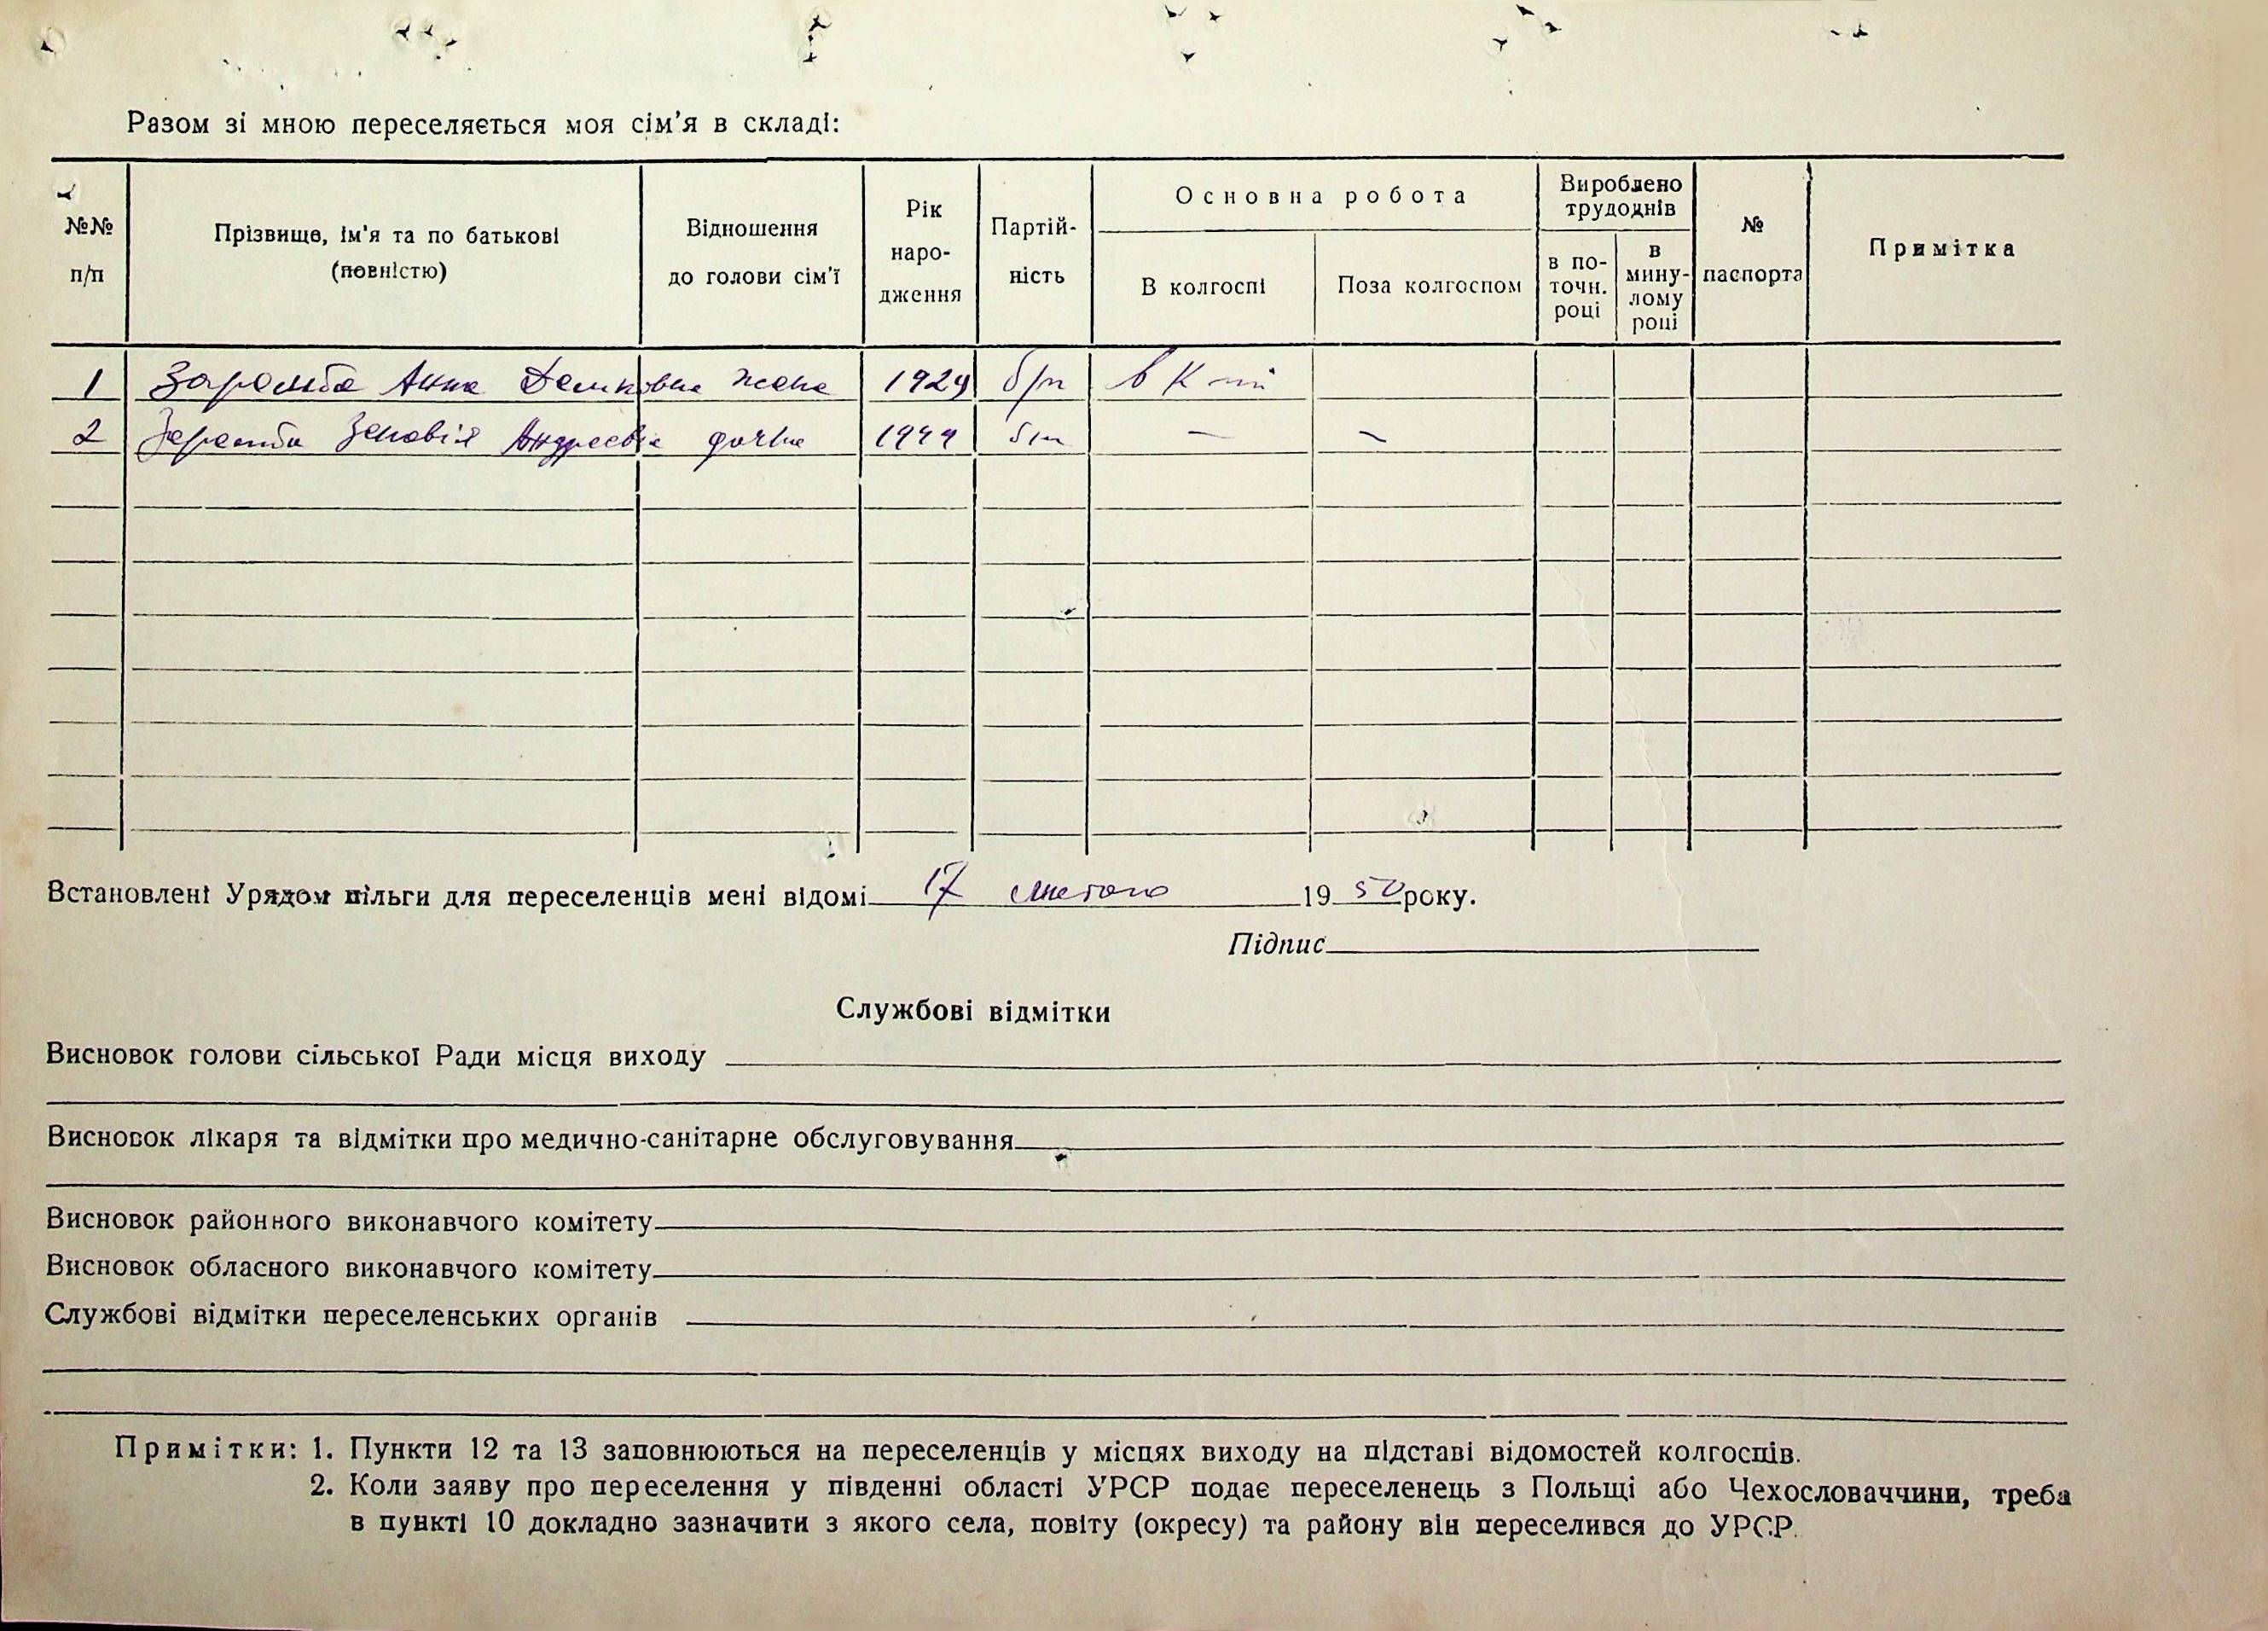 Разом зі мною переселяється моя сім'я в складі:
№№ п/п
Прізвище, ім'я та по батькові (повністю)
Відношення до голови сім'ї
Рік народження
Партійність
Основна робота
В колгоспі
Поза колгоспом
Вироблено трудоднів
в поточн. році
в минулому році
№ паспорта
Примітка
1 Заремба Анна жена 1929 б/п в к
2 Заремба Зеновія Андреевна дочка 1949 б/п — —
Встановлені Урядом пільги для переселенців мені відомі 17 лютого 1950 року.
Підпис
Службові відмітки
Висновок голови сільської Ради місця виходу
Висновок лікаря та відмітки про медично-санітарне обслуговування
Висновок районного виконавчого комітету
Висновок обласного виконавчого комітету
Службові відмітки переселенських органів
Примітки: 1. Пункти 12 та 13 заповнюються на переселенців у місцях виходу на підставі відомостей колгоспів.
2. Коли заяву про переселення у південні області УРСР подає переселенець з Польщі або Чехословаччини, треба
в пункті 10 докладно зазначити з якого села, повіту (окресу) та району він переселився до УРСР.